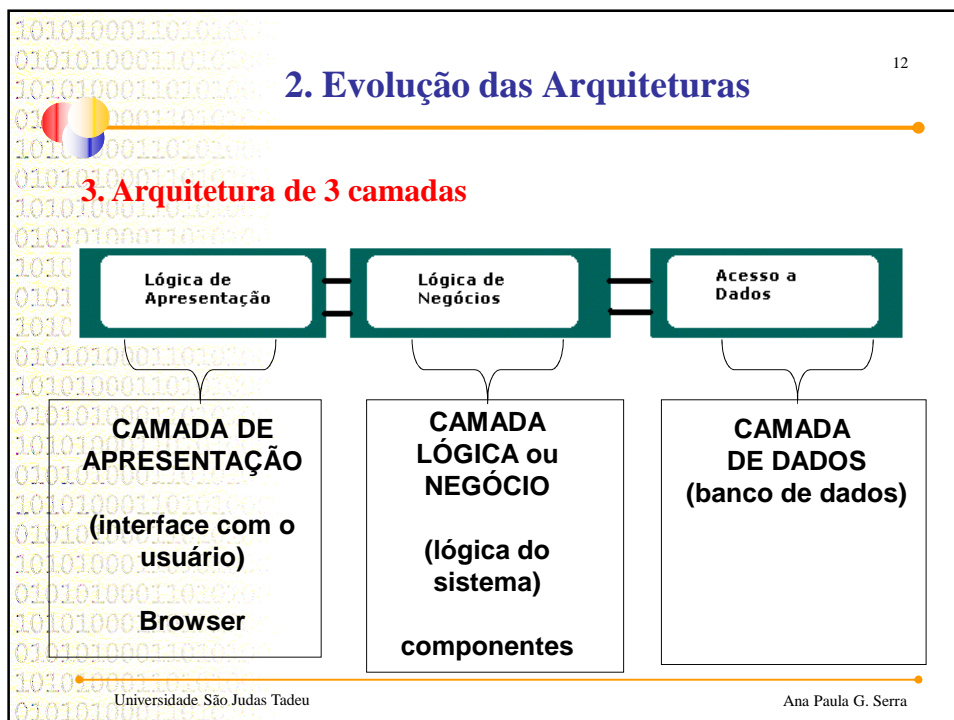 12
2. Evolução das Arquiteturas
3. Arquitetura de 3 camadas
Lógica de
Apresentação
Lógica de
Negócios
Acesso a
Dados
CAMADA DE
APRESENTAÇÃO
(interface com o
usuário)
Browser
CAMADA
LÓGICA ou
NEGÓCIO
(lógica do
sistema)
componentes
CAMADA
DE DADOS
(banco de dados)
Universidade São Judas Tadeu
Ana Paula G. Serra